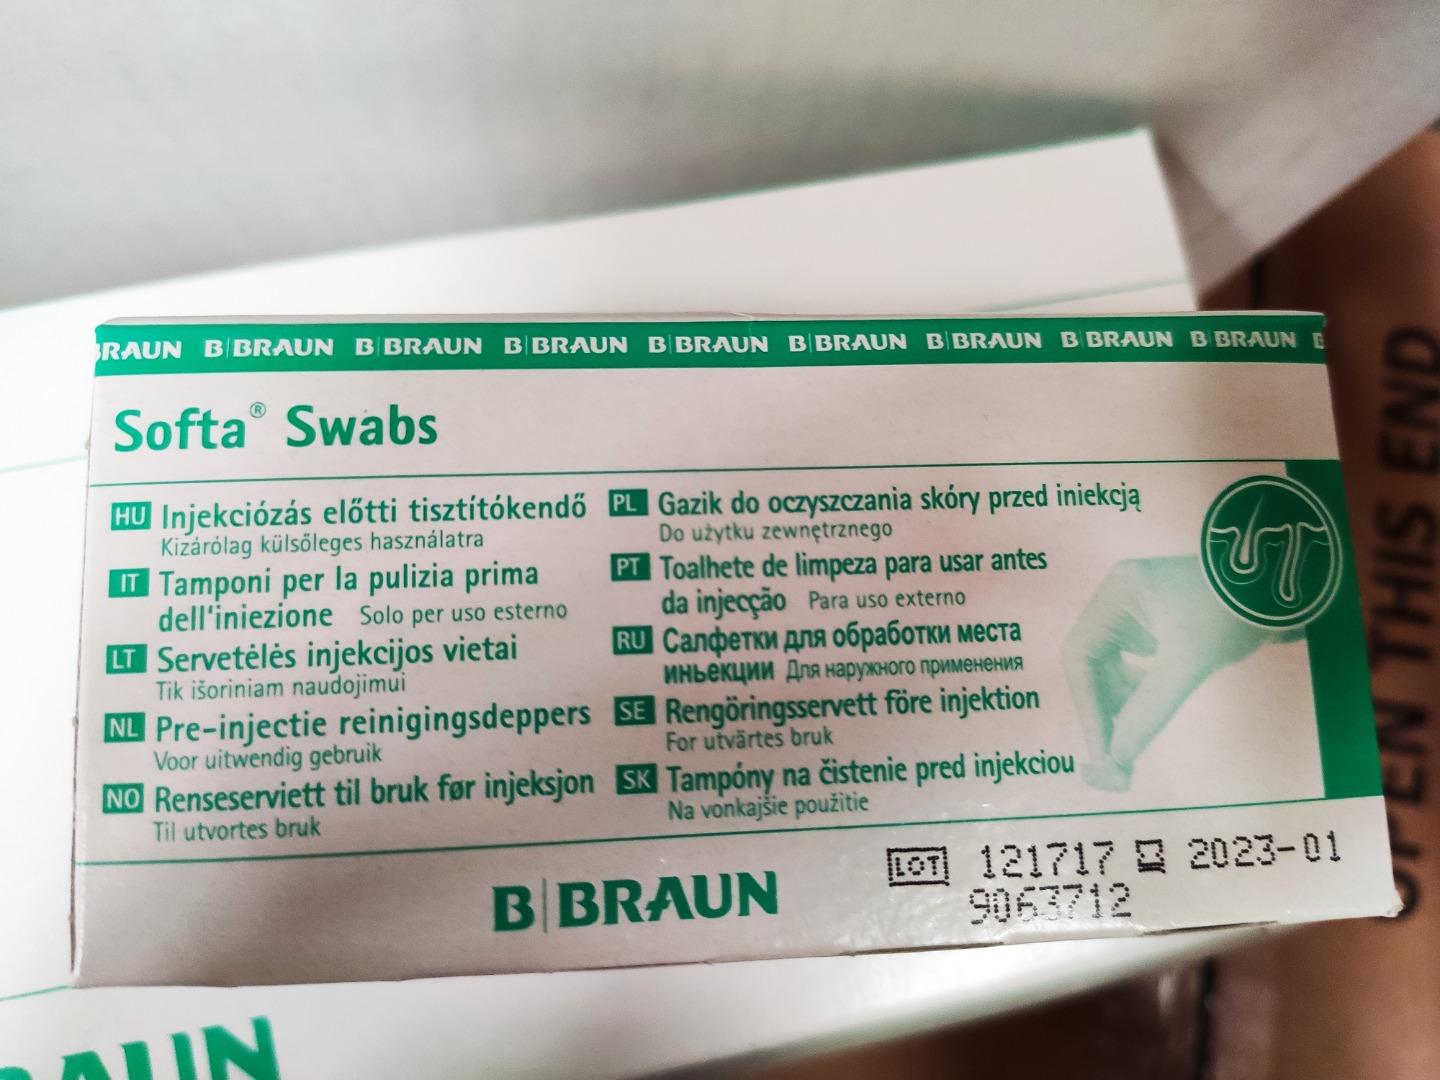 BRAUN B|BRAUN B|BRAUN B|BRAUN B|BRAUN B|BRAUN B|BRAUN B|BRAUN B|BRAUN
Softa® Swabs
HU Injekciózás előtti tisztítókendő
Kizárólag külsőleges használatra
IT Tamponi per la pulizia prima
dell'iniezione Solo per uso esterno
LT Servetėlės injekcijos vietai
Tik išoriniam naudojimui
NL Pre-injectie reinigingsdeppers
Voor uitwendig gebruik
NO Renseserviett til bruk før injeksjon
Til utvortes bruk
PL Gazik do oczyszczania skóry przed iniekcją
Do użytku zewnętrznego
PT Toalhete de limpeza para usar antes
da injecção Para uso externo
RU Салфетки для обработки места
иньекции Для наружного применения
SE Rengöringsservett före injektion
For utvärtes bruk
SK Tampóny na čistenie pred injekciou
Na vonkajšie použitie
B|BRAUN
LOT 121717 2023-01
9063712
BRAUN
OPEN THIS END